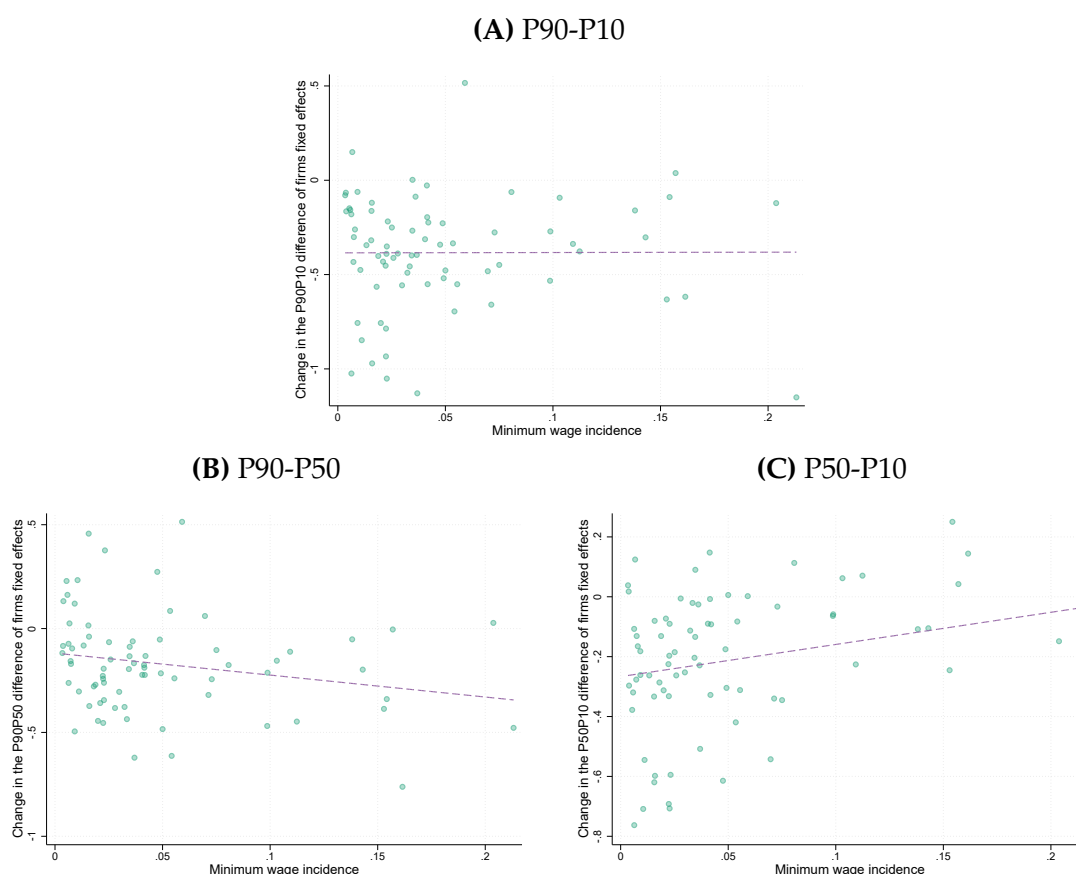 (A) P90-P10
Change in the P90P10 difference of firms fixed effects
.5
0
-.5
-1
0 .05 .1 .15 .2
Minimum wage incidence
(B) P90-P50
Change in the P90P50 difference of firms fixed effects
.5
0
-.5
-1
0 .05 .1 .15 .2
Minimum wage incidence
(C) P50-P10
Change in the P50P10 difference of firms fixed effects
.2
0
-.2
-.4
-.6
-.8
0 .05 .1 .15 .2
Minimum wage incidence